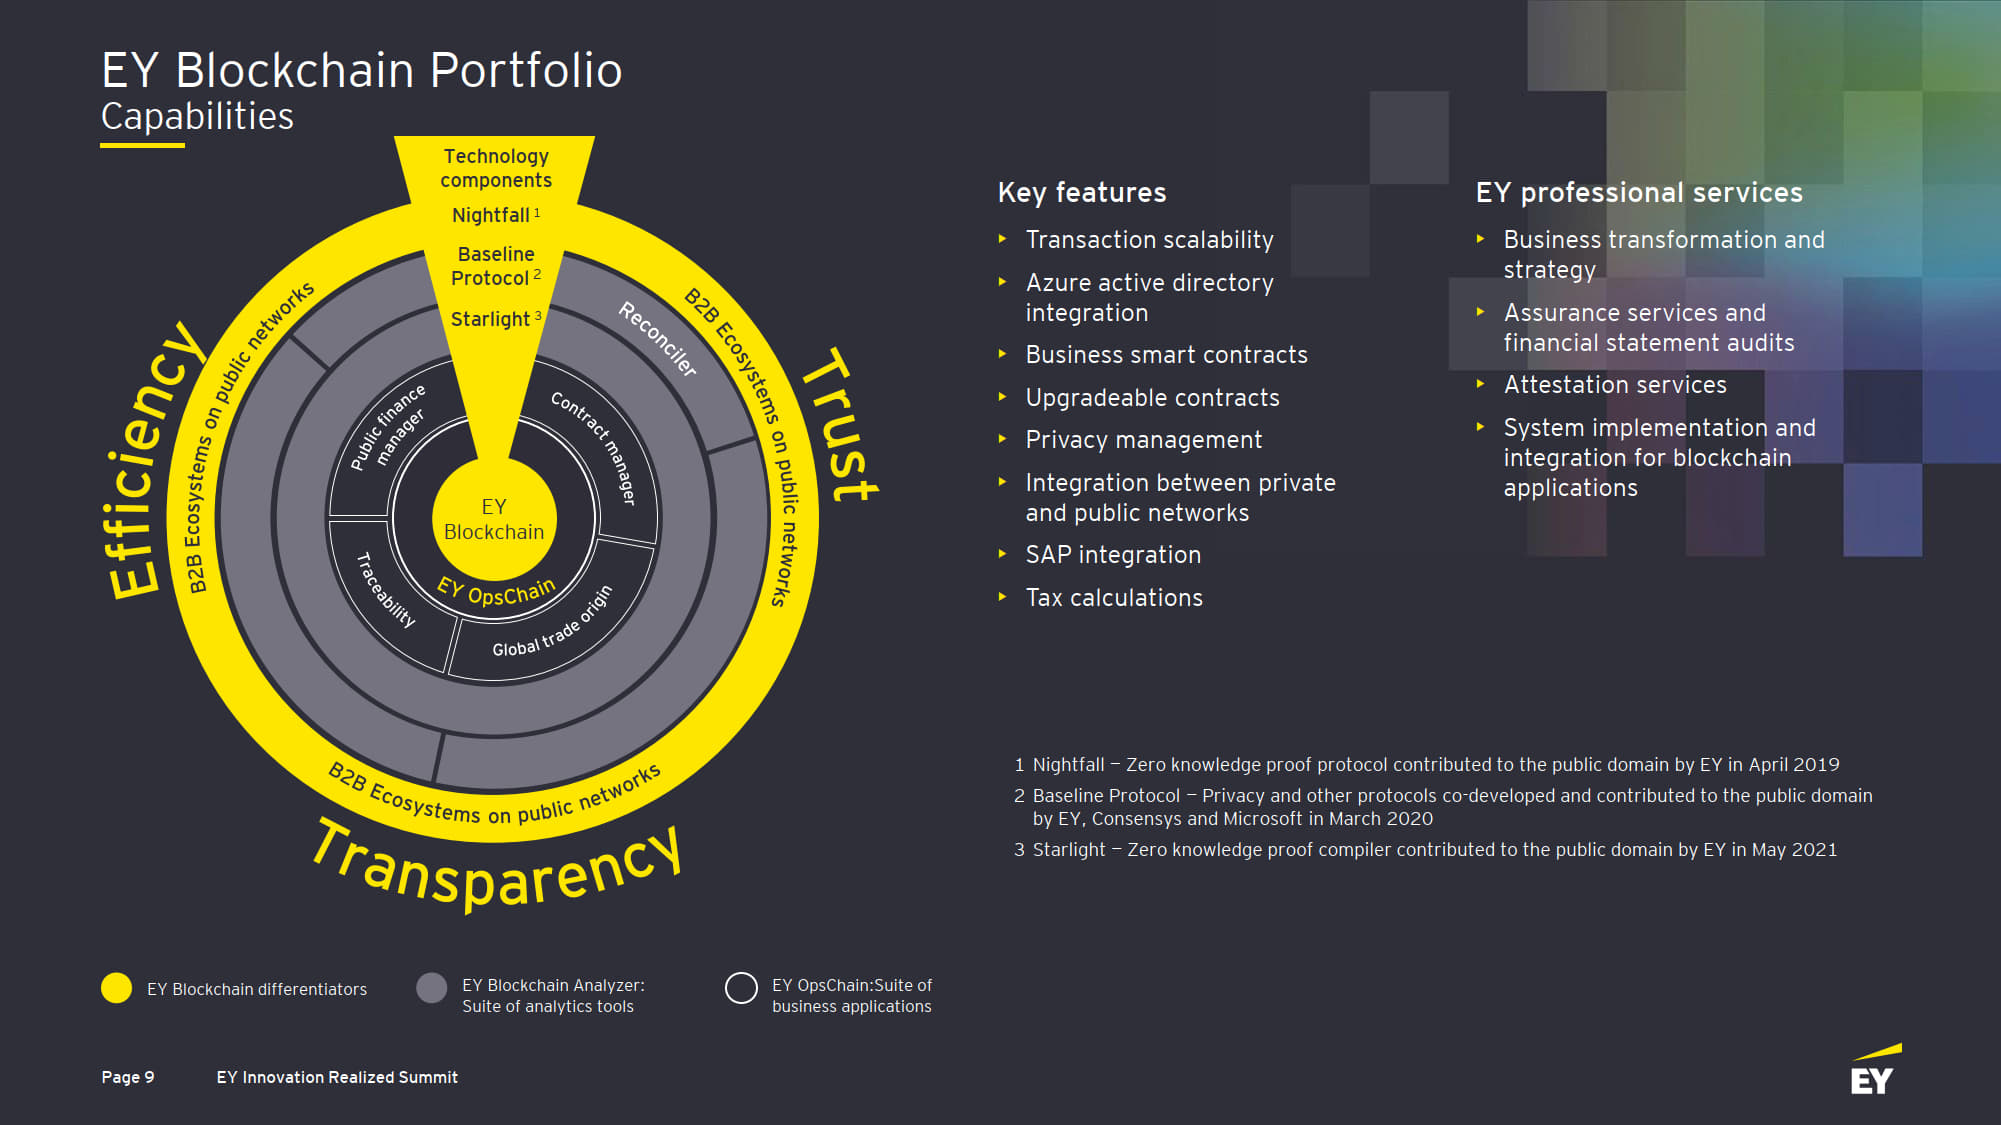 EY Blockchain Portfolio
Capabilities
Technology
components
Nightfall 1
Baseline
Protocol 2
Starlight 3
Efficiency
Trust
Transparency
B2B Ecosystems on public networks
B2B Ecosystems on public networks
B2B Ecosystems on public networks
Reconciler
Public finance
manager
Contract manager
Traceability
Global trade origin
EY
Blockchain
EY OpsChain
Key features
‣ Transaction scalability
‣ Azure active directory
integration
‣ Business smart contracts
‣ Upgradeable contracts
‣ Privacy management
‣ Integration between private
and public networks
‣ SAP integration
‣ Tax calculations
EY professional services
‣ Business transformation and
strategy
‣ Assurance services and
financial statement audits
‣ Attestation services
‣ System implementation and
integration for blockchain
applications
1 Nightfall – Zero knowledge proof protocol contributed to the public domain by EY in April 2019
2 Baseline Protocol – Privacy and other protocols co-developed and contributed to the public domain
by EY, Consensys and Microsoft in March 2020
3 Starlight – Zero knowledge proof compiler contributed to the public domain by EY in May 2021
EY Blockchain differentiators
EY Blockchain Analyzer:
Suite of analytics tools
EY OpsChain:Suite of
business applications
Page 9 EY Innovation Realized Summit
EY